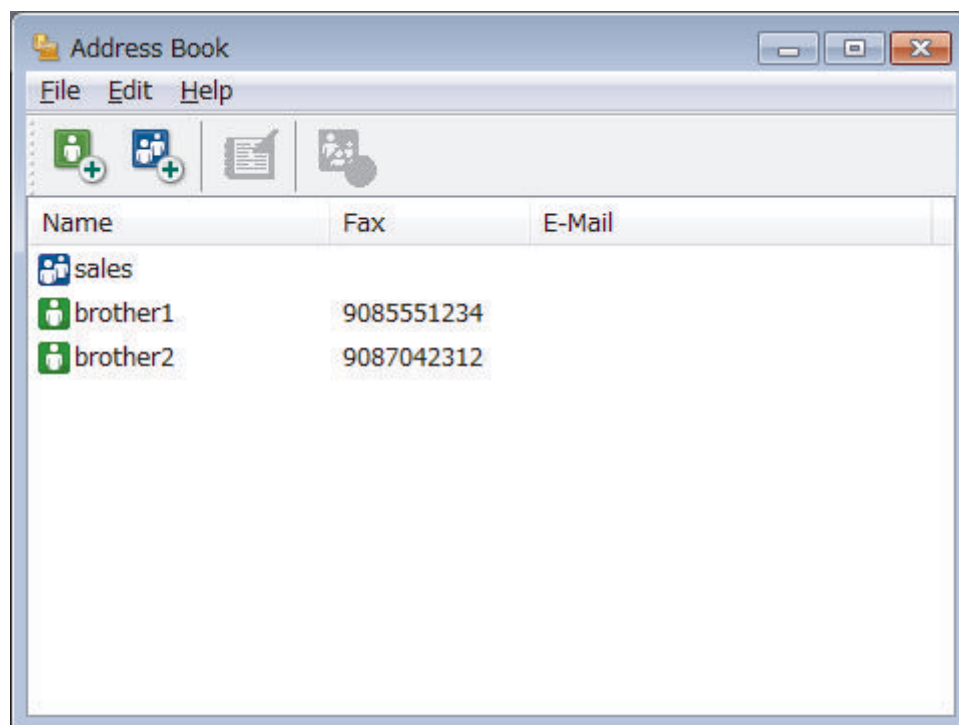 Address Book
File Edit Help
Name Fax E-Mail
sales
brother1 9085551234
brother2 9087042312